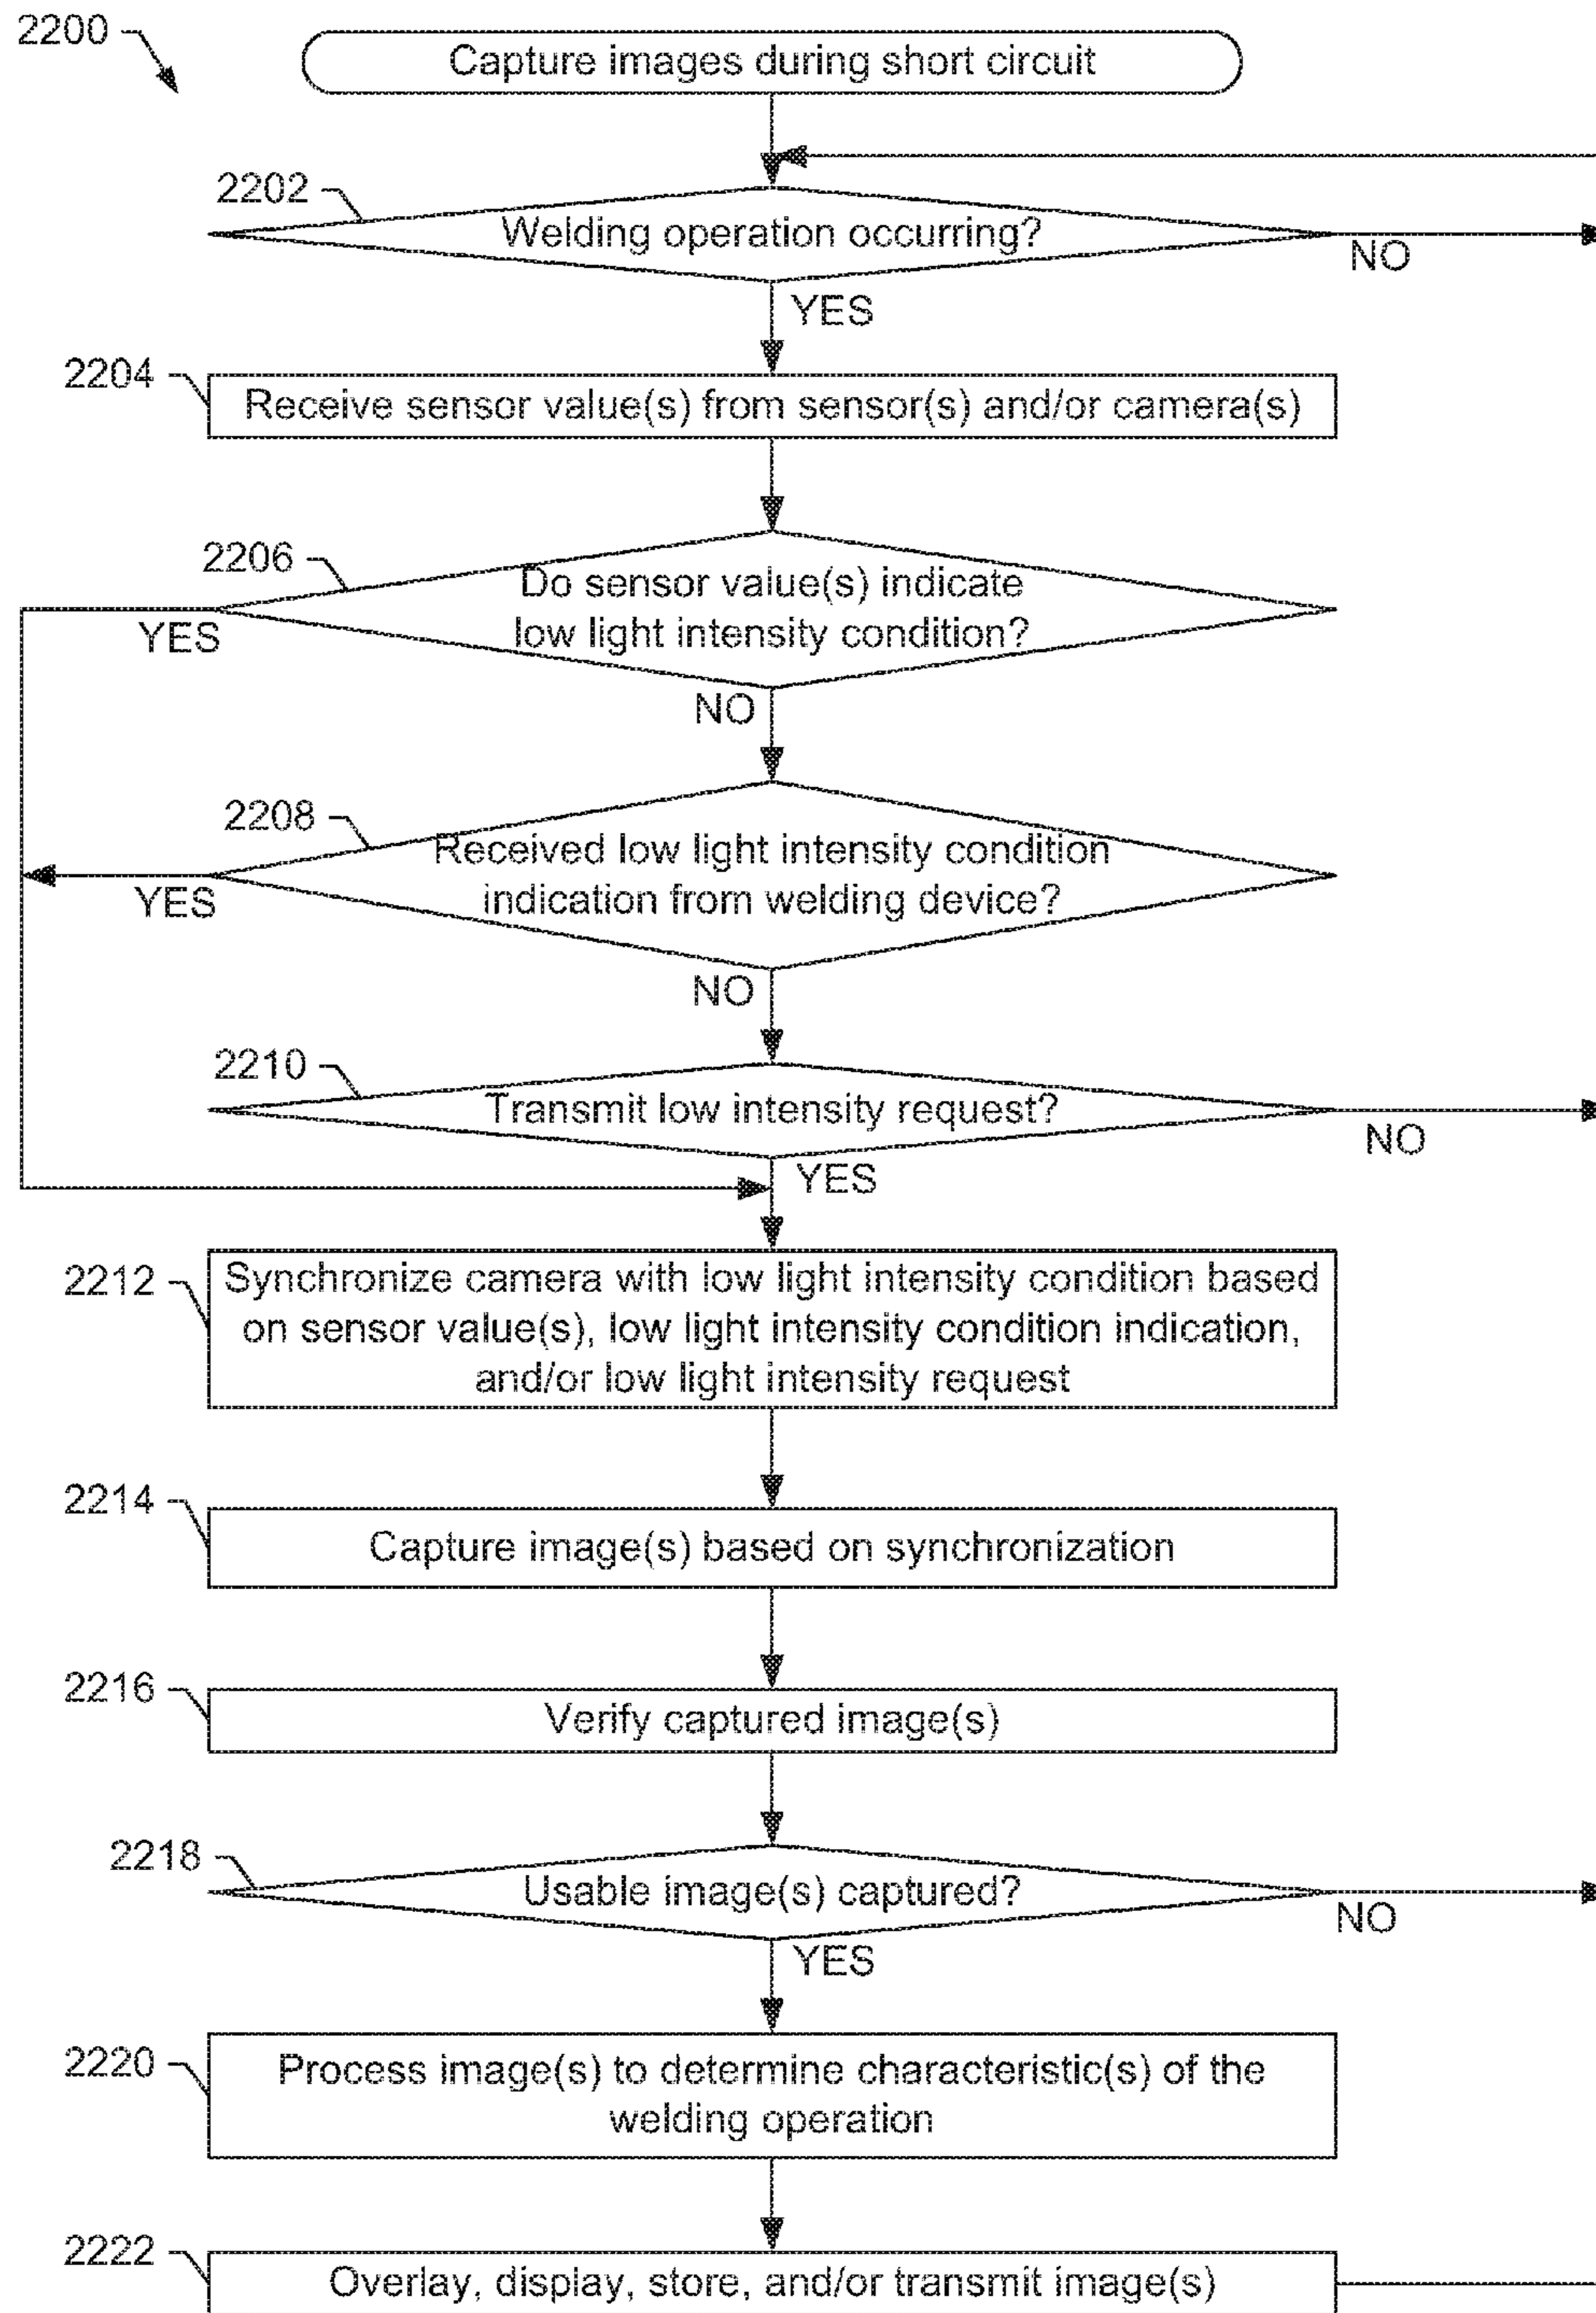 2200
Capture images during short circuit
2202
Welding operation occurring?
NO
YES
2204
Receive sensor value(s) from sensor(s) and/or camera(s)
2206
Do sensor value(s) indicate
low light intensity condition?
YES
NO
2208
Received low light intensity condition
indication from welding device?
YES
NO
2210
Transmit low intensity request?
NO
YES
2212
Synchronize camera with low light intensity condition based
on sensor value(s), low light intensity condition indication,
and/or low light intensity request
2214
Capture image(s) based on synchronization
2216
Verify captured image(s)
2218
Usable image(s) captured?
NO
YES
2220
Process image(s) to determine characteristic(s) of the
welding operation
2222
Overlay, display, store, and/or transmit image(s)